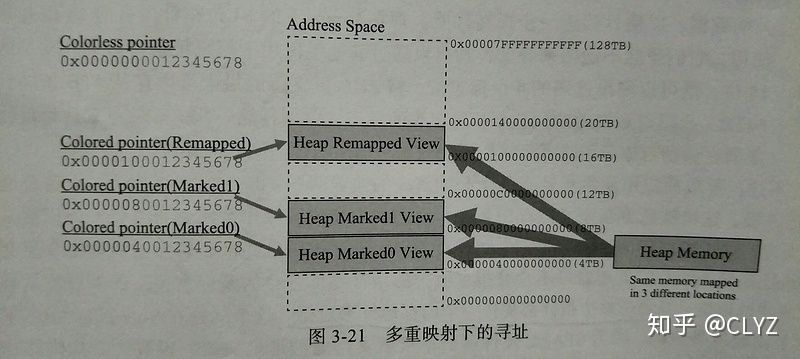 Address Space
Colorless pointer
0x0000000012345678
0x00007FFFFFFFFFFF(128TB)
0x0000140000000000(20TB)
Colored pointer(Remapped)
0x0000100012345678
Heap Remapped View
0x0000100000000000(16TB)
Colored pointer(Marked1)
0x0000080012345678
0x00000C0000000000(12TB)
Heap Marked1 View
Colored pointer(Marked0)
0x0000040012345678
0x0000080000000000(8TB)
Heap Marked0 View
Heap Memory
0x0000040000000000(4TB)
Same memory mapped
in 3 different locations
0x0000000000000000
图 3-21 多重映射下的寻址
知乎 @CLYZ